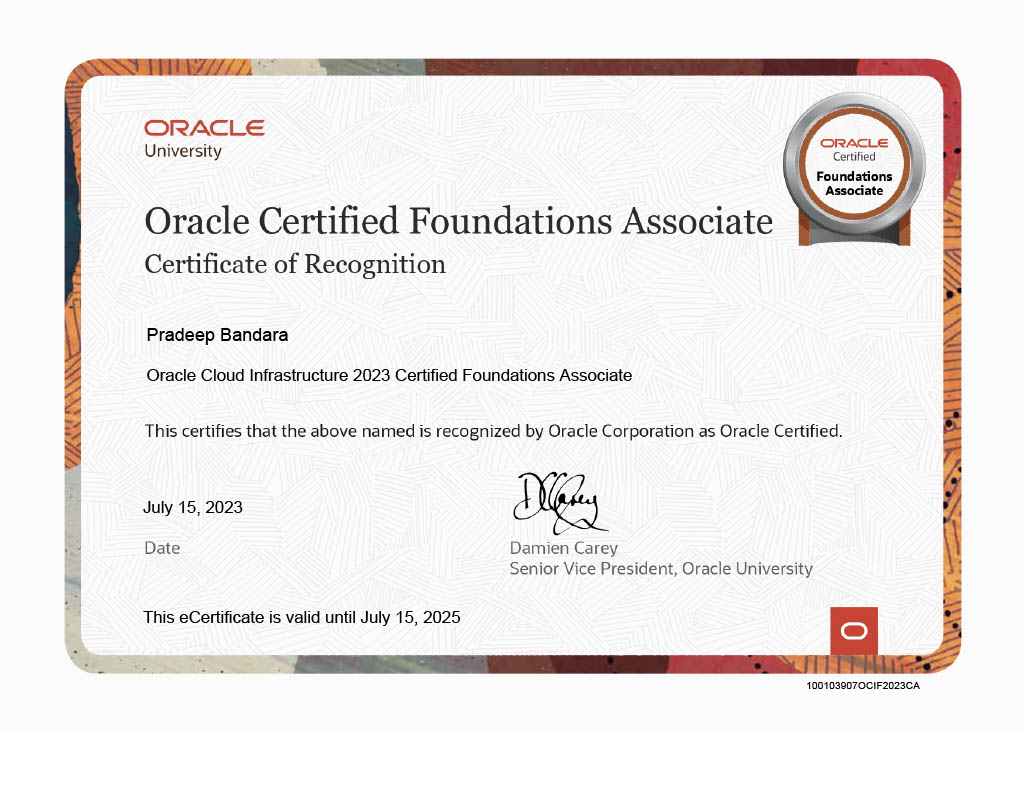 ORACLE
University
ORACLE
Certified
Foundations
Associate
Oracle Certified Foundations Associate
Certificate of Recognition
Pradeep Bandara
Oracle Cloud Infrastructure 2023 Certified Foundations Associate
This certifies that the above named is recognized by Oracle Corporation as Oracle Certified.
July 15, 2023
DCarey
Date
Damien Carey
Senior Vice President, Oracle University
This eCertificate is valid until July 15, 2025
100103907OCIF2023CA